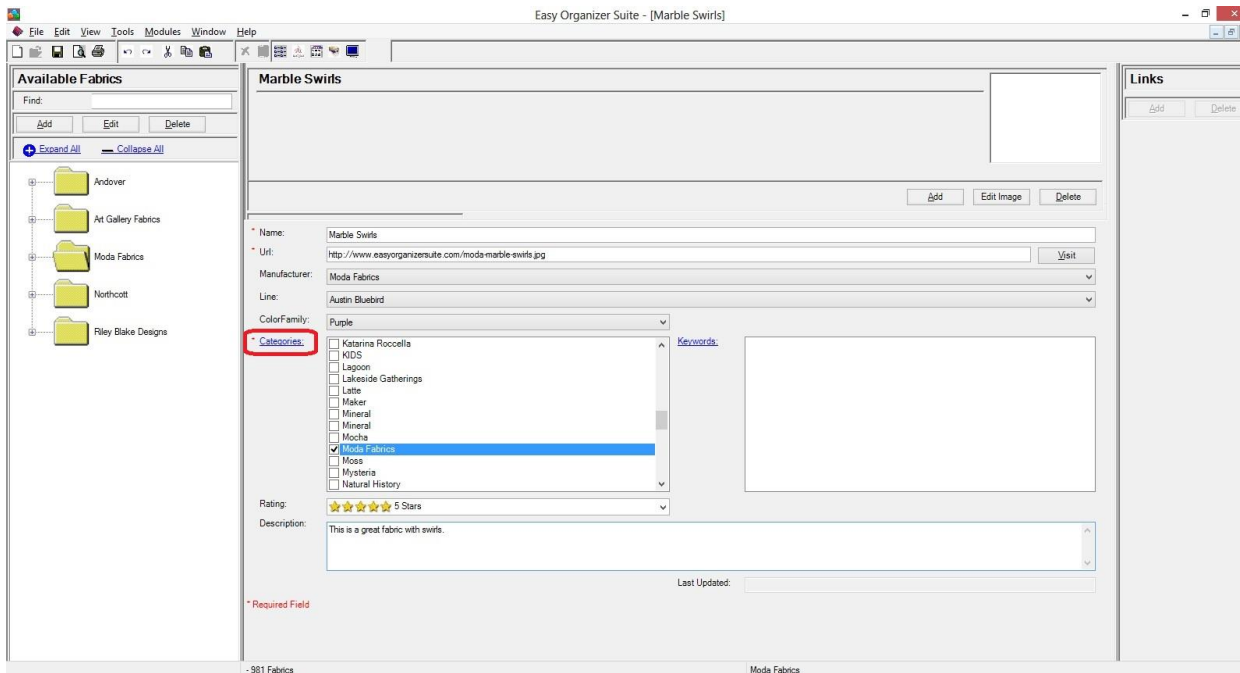 Easy Organizer Suite - [Marble Swirls]
File Edit View Tools Modules Window Help
Available Fabrics
Find:
Add Edit Delete
Expand All Collapse All
Andover
Art Gallery Fabrics
Moda Fabrics
Northcott
Riley Blake Designs
Marble Swirls
Add Edit Image Delete
* Name: Marble Swirls
* Url: http://www.easyorganizersuite.com/moda-marble-swirls.jpg Visit
Manufacturer: Moda Fabrics
Line: Austin Bluebird
ColorFamily: Purple
* Categories:
Katarina Roccella
KIDS
Lagoon
Lakeside Gatherings
Latte
Maker
Mineral
Mineral
Mocha
Moda Fabrics
Moss
Mysteria
Natural History
Keywords:
Rating: 5 Stars
Description: This is a great fabric with swirls.
Last Updated:
* Required Field
Links
Add Delete
- 981 Fabrics Moda Fabrics